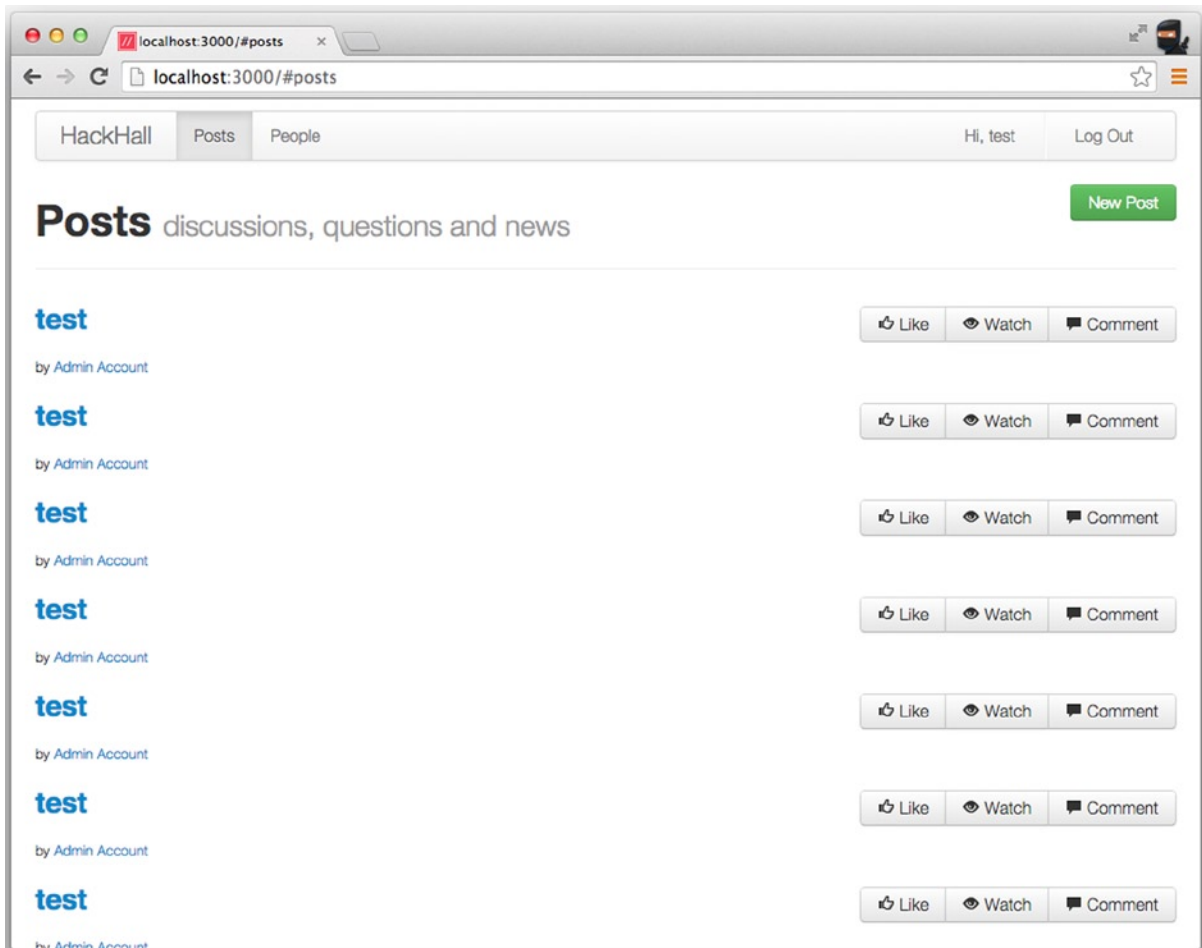 localhost:3000/#posts
localhost:3000/#posts
HackHall Posts People Hi, test Log Out
New Post
Posts discussions, questions and news
test Like Watch Comment
by Admin Account
test Like Watch Comment
by Admin Account
test Like Watch Comment
by Admin Account
test Like Watch Comment
by Admin Account
test Like Watch Comment
by Admin Account
test Like Watch Comment
by Admin Account
test Like Watch Comment
by Admin Account